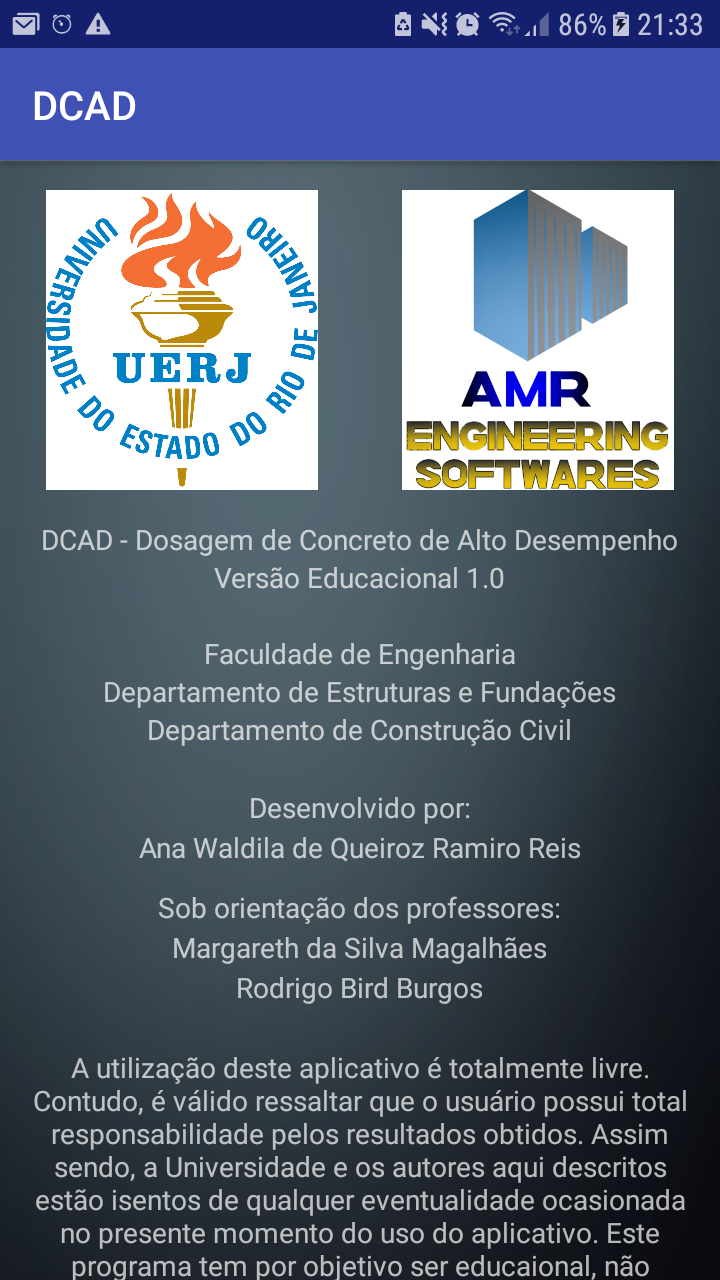 86% 21:33
DCAD
UNIVERSIDADE DO ESTADO DO RIO DE JANEIRO
UERJ
AMR
ENGINEERING
SOFTWARES
DCAD - Dosagem de Concreto de Alto Desempenho
Versão Educacional 1.0
Faculdade de Engenharia
Departamento de Estruturas e Fundações
Departamento de Construção Civil
Desenvolvido por:
Ana Waldila de Queiroz Ramiro Reis
Sob orientação dos professores:
Margareth da Silva Magalhães
Rodrigo Bird Burgos
A utilização deste aplicativo é totalmente livre.
Contudo, é válido ressaltar que o usuário possui total
responsabilidade pelos resultados obtidos. Assim
sendo, a Universidade e os autores aqui descritos
estão isentos de qualquer eventualidade ocasionada
no presente momento do uso do aplicativo. Este
programa tem por objetivo ser educaional, não